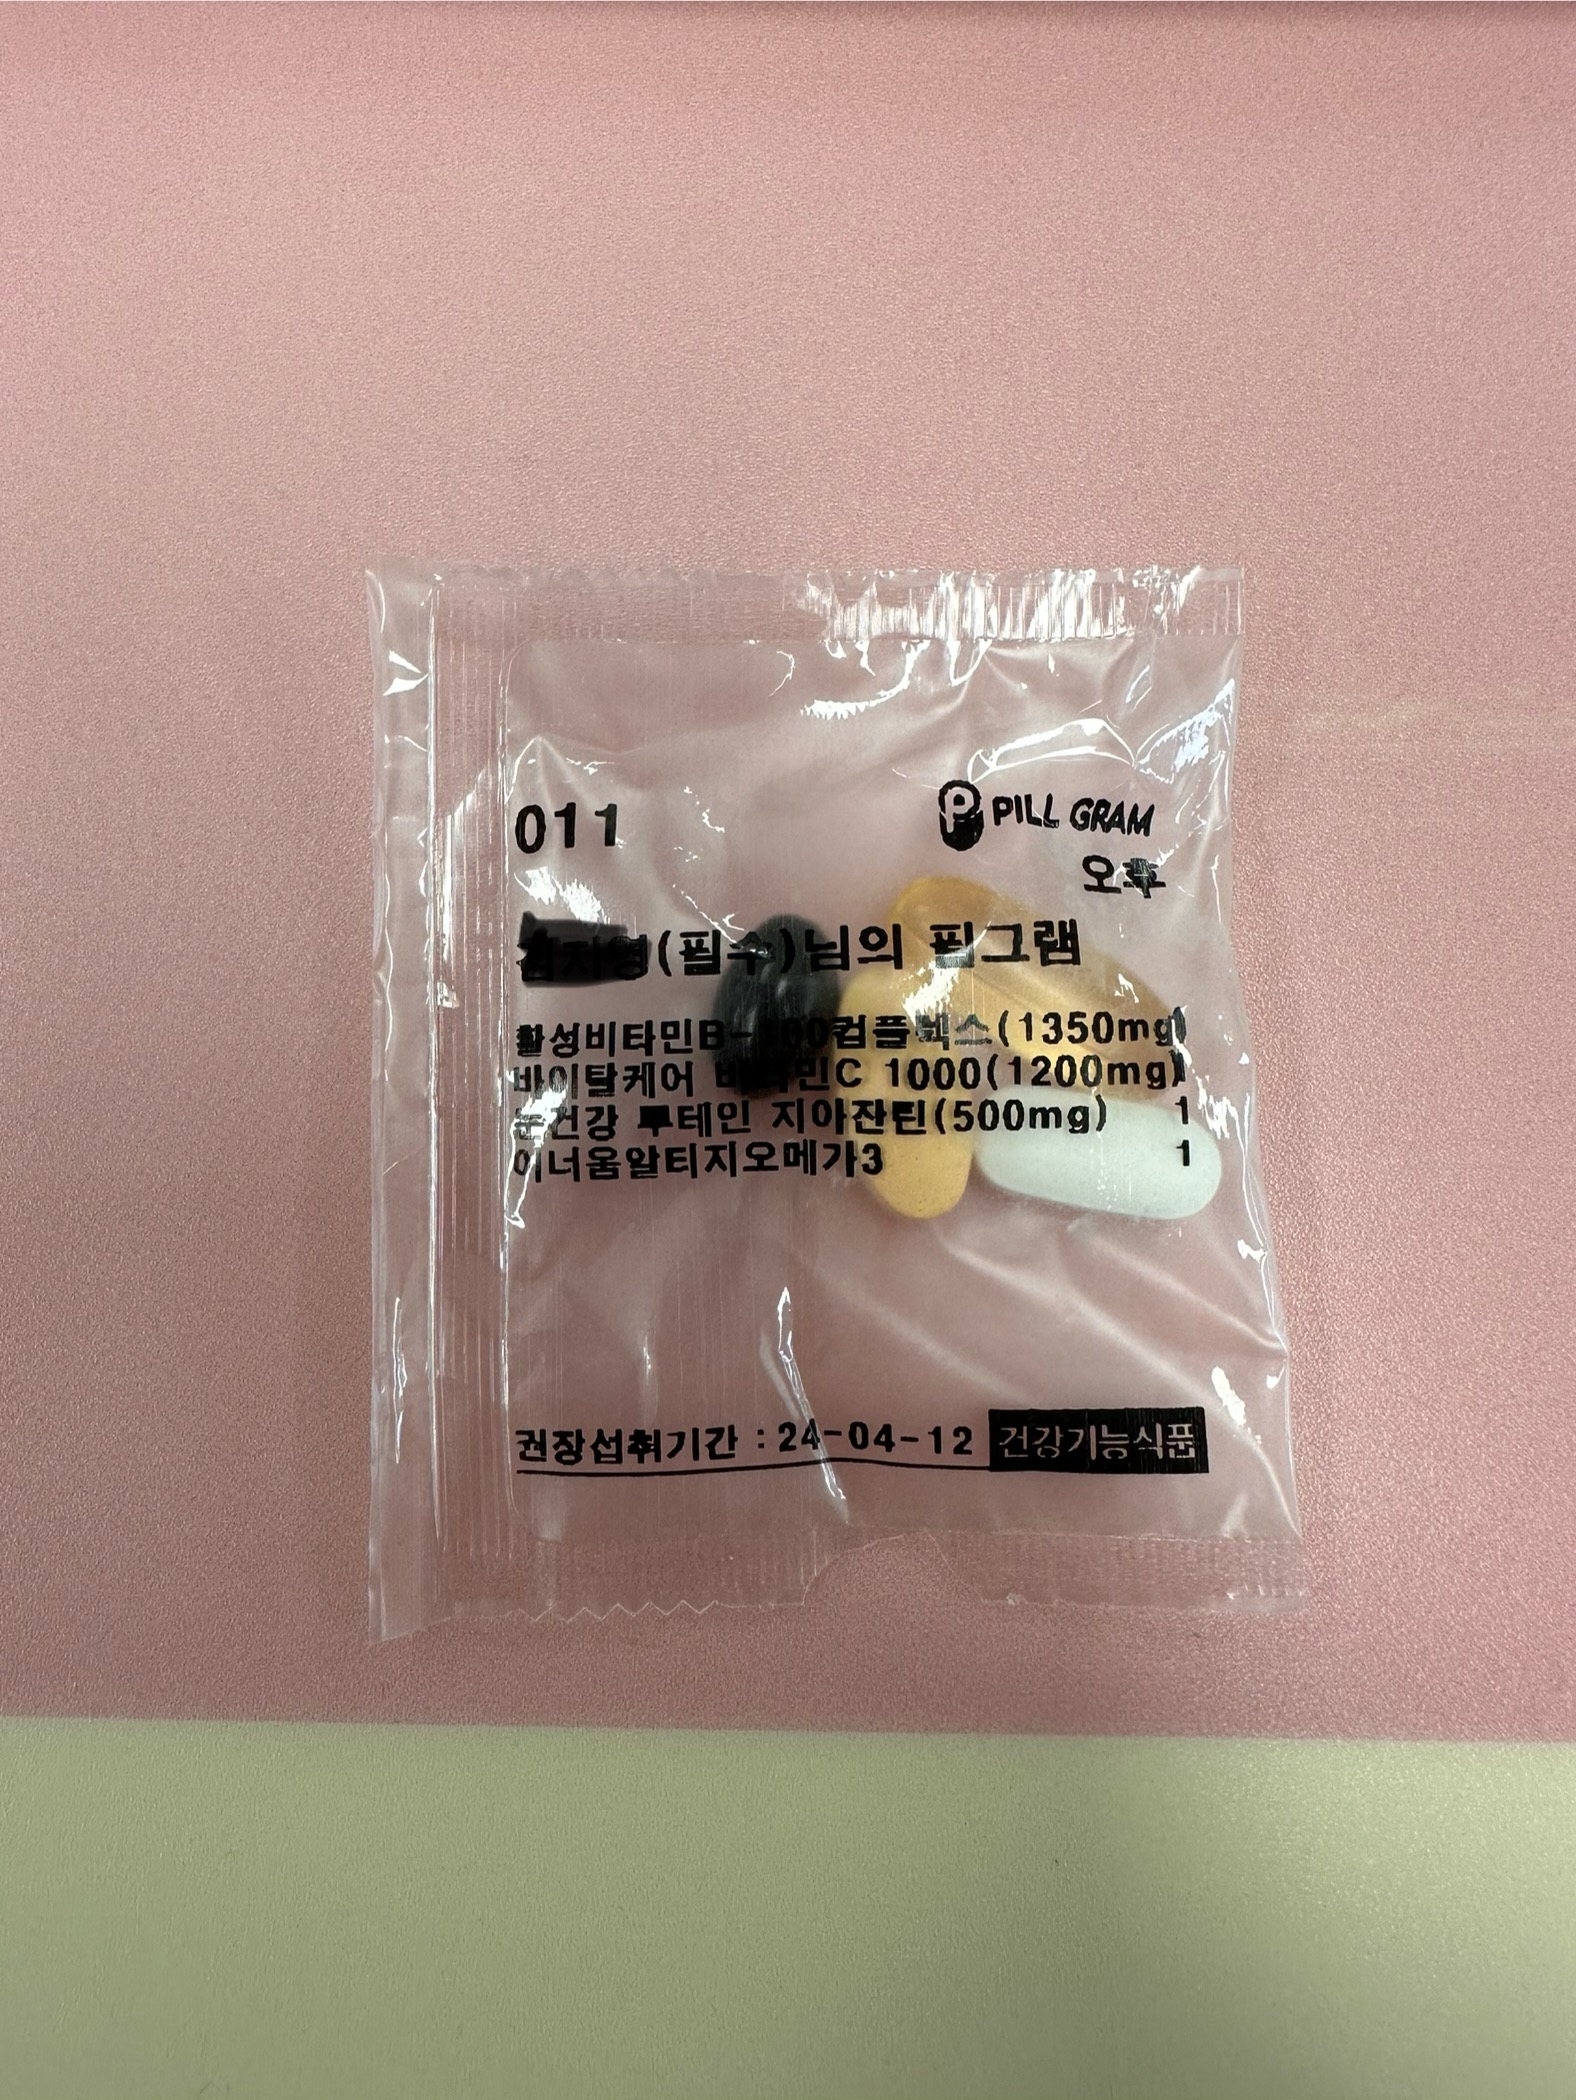 011
PILL GRAM
오후
(필수)님의 필그램
활성비타민B- 컴플렉스(1350mg) 1
바이탈케어 비타민C 1000(1200mg) 1
눈건강 루테인 지아잔틴(500mg) 1
이너움알티지오메가3 1
권장섭취기간 : 24-04-12 건강기능식품